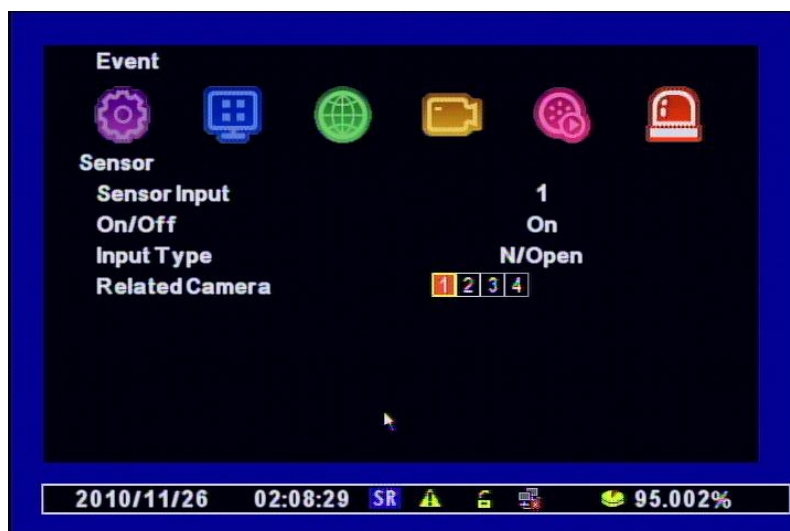 Event
Sensor
Sensor Input 1
On/Off On
Input Type N/Open
Related Camera 1 2 3 4
2010/11/26 02:08:29 SR 95.002%